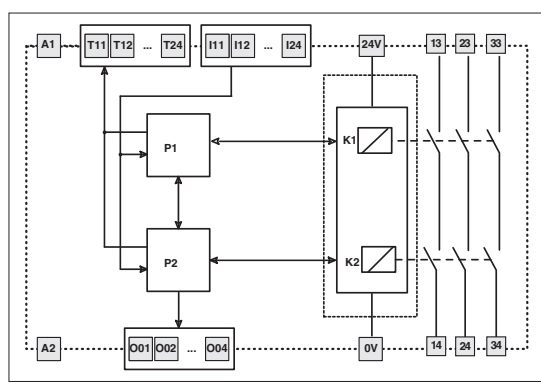 A1 T11 T12 ... T24 I11 I12 ... I24 24V 13 23 33
P1 K1
P2 K2
A2 O01 O02 ... O04 0V 14 24 34